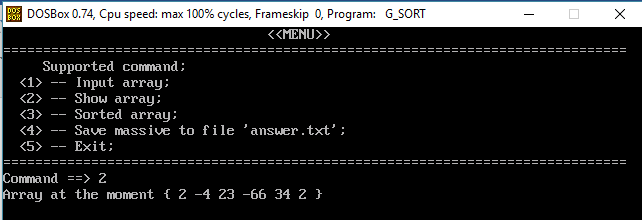 DOSBox 0.74, Cpu speed: max 100% cycles, Frameskip 0, Program: G_SORT
<<MENU>>
Supported command;
<1> -- Input array;
<2> -- Show array;
<3> -- Sorted array;
<4> -- Save massive to file 'answer.txt';
<5> -- Exit;
Command ==> 2
Array at the moment { 2 -4 23 -66 34 2 }